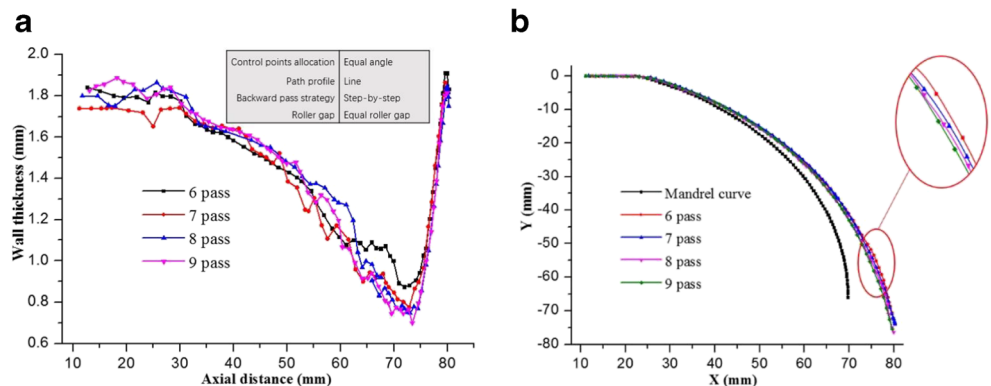 a
2.0
1.8
1.6
1.4
1.2
1.0
0.8
0.6
Wall thickness (mm)
Control points allocation Equal angle
Path profile Line
Backward pass strategy Step-by-step
Roller gap Equal roller gap
6 pass
7 pass
8 pass
9 pass
10 20 30 40 50 60 70 80
Axial distance (mm)
b
0
-10
-20
-30
-40
-50
-60
-70
-80
Y (mm)
Mandrel curve
6 pass
7 pass
8 pass
9 pass
10 20 30 40 50 60 70 80
X (mm)